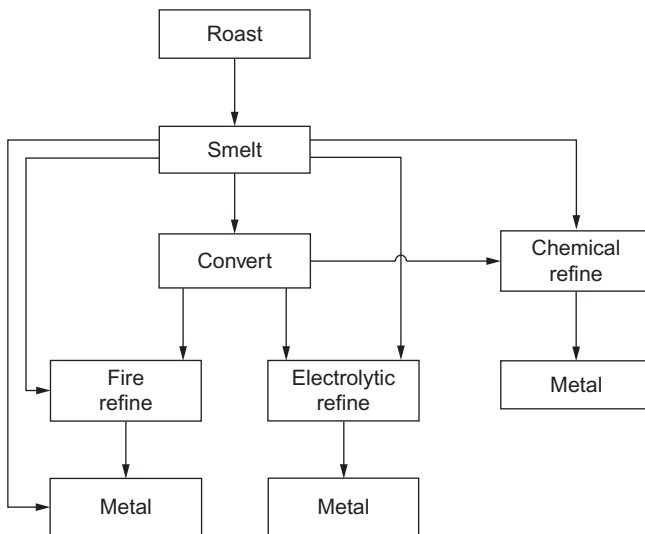 Roast
Smelt
Convert
Chemical
refine
Fire
refine
Electrolytic
refine
Metal
Metal
Metal